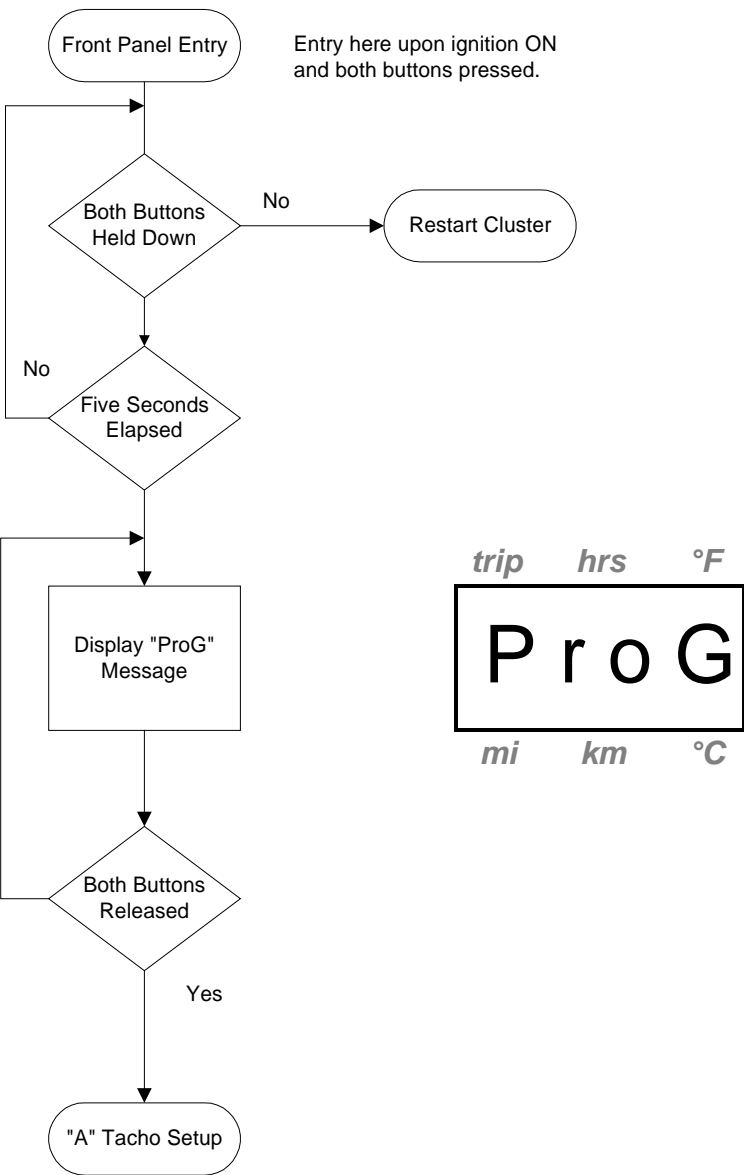 Front Panel Entry
Entry here upon ignition ON
and both buttons pressed.
Both Buttons
Held Down
No
Restart Cluster
No
Five Seconds
Elapsed
trip hrs °F
Display "ProG"
Message
P r o G
mi km °C
Both Buttons
Released
Yes
"A" Tacho Setup